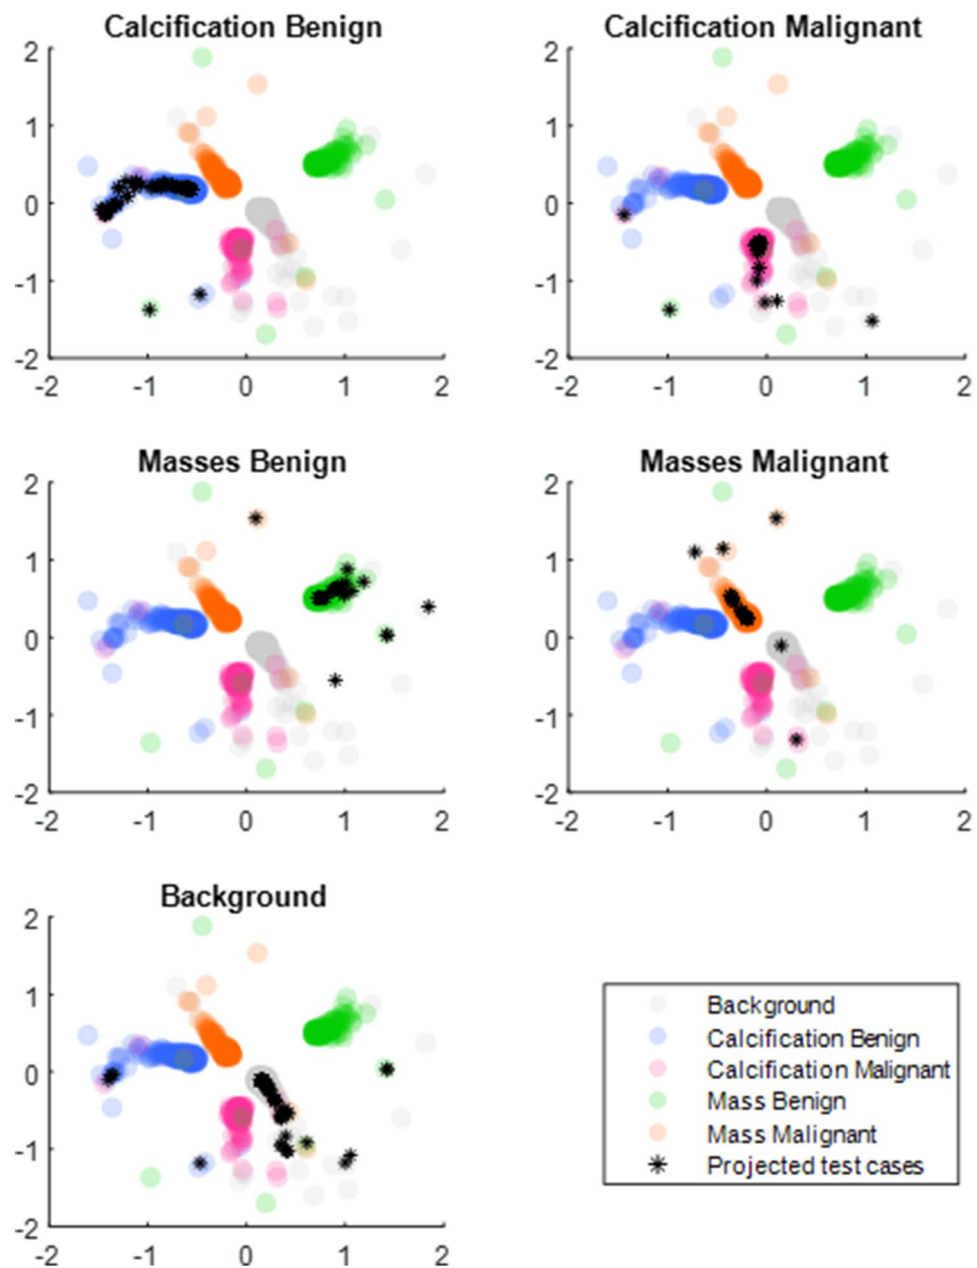 Calcification Benign
Calcification Malignant
2
1
0
-1
-2
-2 -1 0 1 2
2
1
0
-1
-2
-2 -1 0 1 2
Masses Benign
Masses Malignant
2
1
0
-1
-2
-2 -1 0 1 2
2
1
0
-1
-2
-2 -1 0 1 2
Background
2
1
0
-1
-2
-2 -1 0 1 2
Background
Calcification Benign
Calcification Malignant
Mass Benign
Mass Malignant
Projected test cases